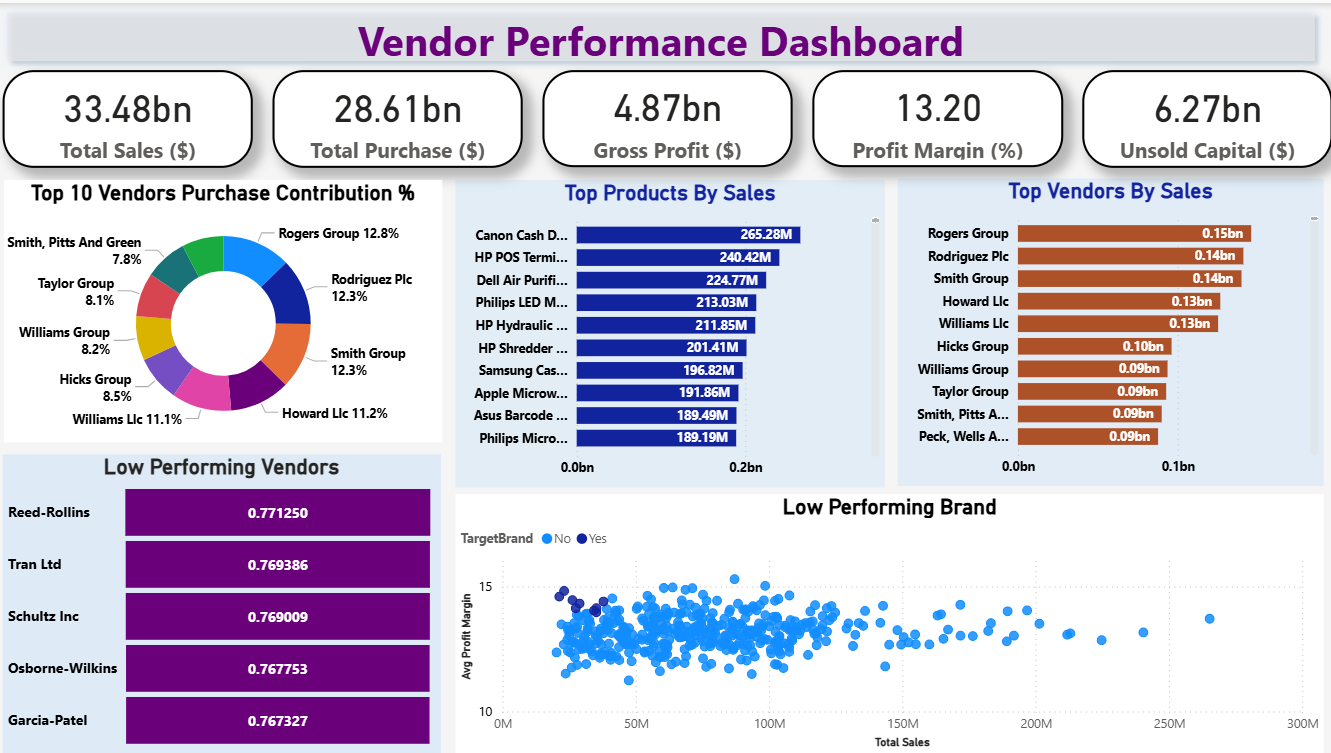 Vendor Performance Dashboard
33.48bn
Total Sales ($)
28.61bn
Total Purchase ($)
4.87bn
Gross Profit ($)
13.20
Profit Margin (%)
6.27bn
Unsold Capital ($)
Top 10 Vendors Purchase Contribution %
Rogers Group 12.8%
Rodriguez Plc
12.3%
Smith Group
12.3%
Howard Llc 11.2%
Williams Llc 11.1%
Hicks Group
8.5%
Williams Group
8.2%
Taylor Group
8.1%
Smith, Pitts And Green
7.8%
Top Products By Sales
Canon Cash D... 265.28M
HP POS Termi... 240.42M
Dell Air Purifi... 224.77M
Philips LED M... 213.03M
HP Hydraulic ... 211.85M
HP Shredder ... 201.41M
Samsung Cas... 196.82M
Apple Microw... 191.86M
Asus Barcode ... 189.49M
Philips Micro... 189.19M
0.0bn 0.2bn
Top Vendors By Sales
Rogers Group 0.15bn
Rodriguez Plc 0.14bn
Smith Group 0.14bn
Howard Llc 0.13bn
Williams Llc 0.13bn
Hicks Group 0.10bn
Williams Group 0.09bn
Taylor Group 0.09bn
Smith, Pitts A... 0.09bn
Peck, Wells A... 0.09bn
0.0bn 0.1bn
Low Performing Vendors
Reed-Rollins 0.771250
Tran Ltd 0.769386
Schultz Inc 0.769009
Osborne-Wilkins 0.767753
Garcia-Patel 0.767327
Low Performing Brand
TargetBrand No Yes
Avg Profit Margin
15
10
0M 50M 100M 150M 200M 250M 300M
Total Sales